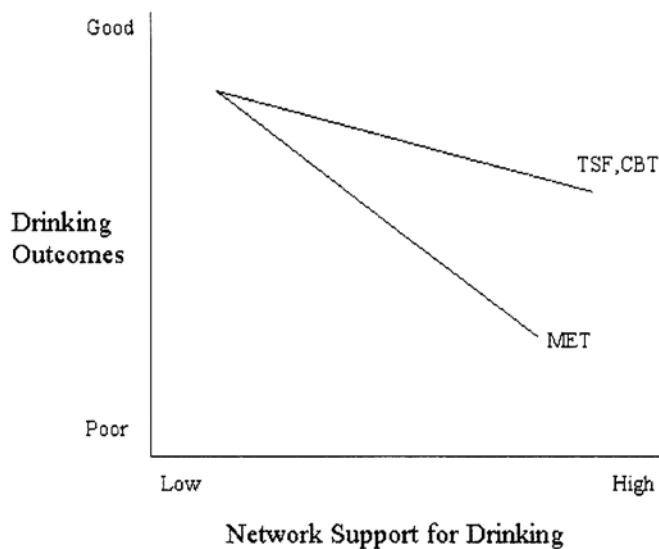 Good
TSF,CBT
Drinking
Outcomes
MET
Poor
Low
High
Network Support for Drinking